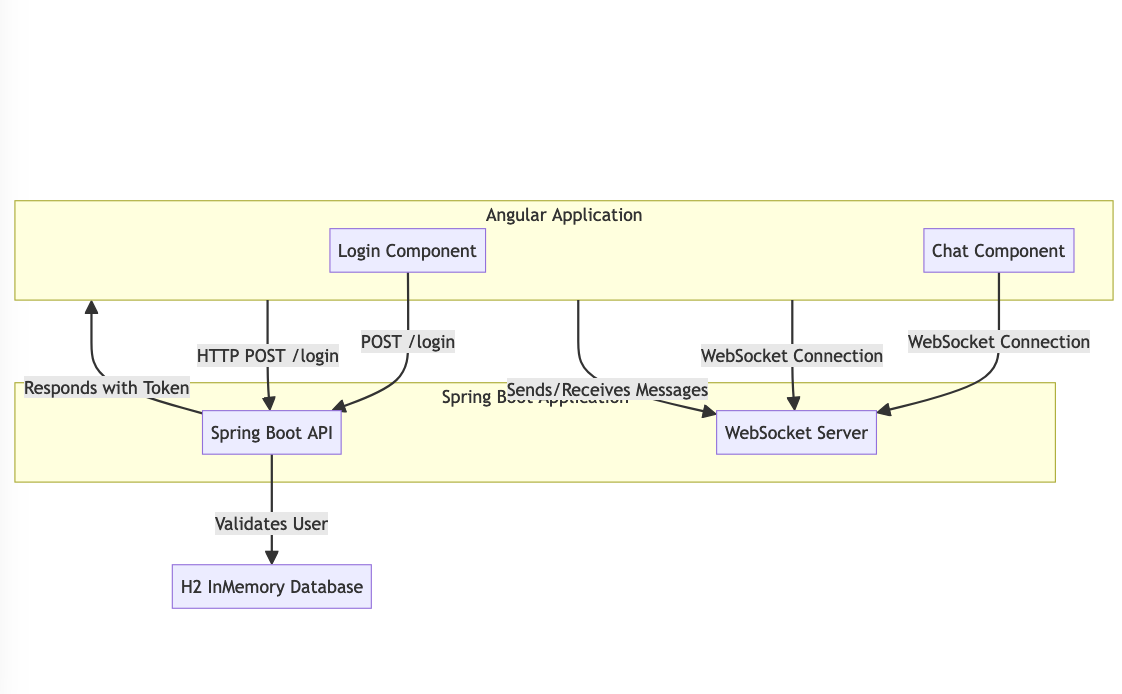 Angular Application
Login Component
Chat Component
POST /login
WebSocket Connection
HTTP POST /login
WebSocket Connection
Responds with Token
Sends/Receives Messages
Spring Boot Application
Spring Boot API
WebSocket Server
Validates User
H2 InMemory Database